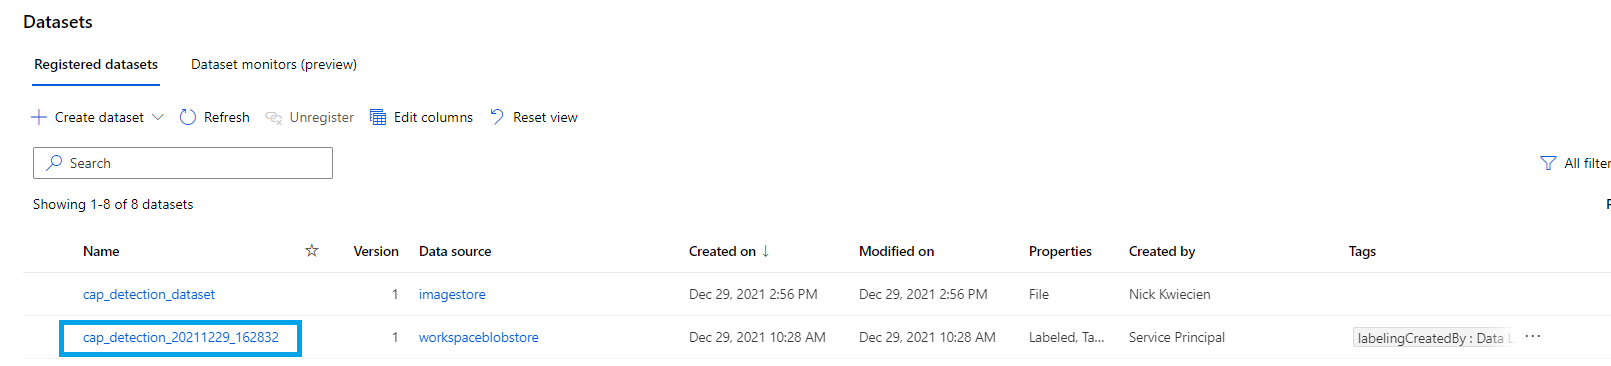 Datasets
Registered datasets Dataset monitors (preview)
Create dataset Refresh Unregister Edit columns Reset view
Search All filter
Showing 1-8 of 8 datasets
Name Version Data source Created on ↓ Modified on Properties Created by Tags
cap_detection_dataset 1 imagestore Dec 29, 2021 2:56 PM Dec 29, 2021 2:56 PM File Nick Kwiecien
cap_detection_20211229_162832 1 workspaceblobstore Dec 29, 2021 10:28 AM Dec 29, 2021 10:28 AM Labeled, Ta... Service Principal labelingCreatedBy : Data L ...